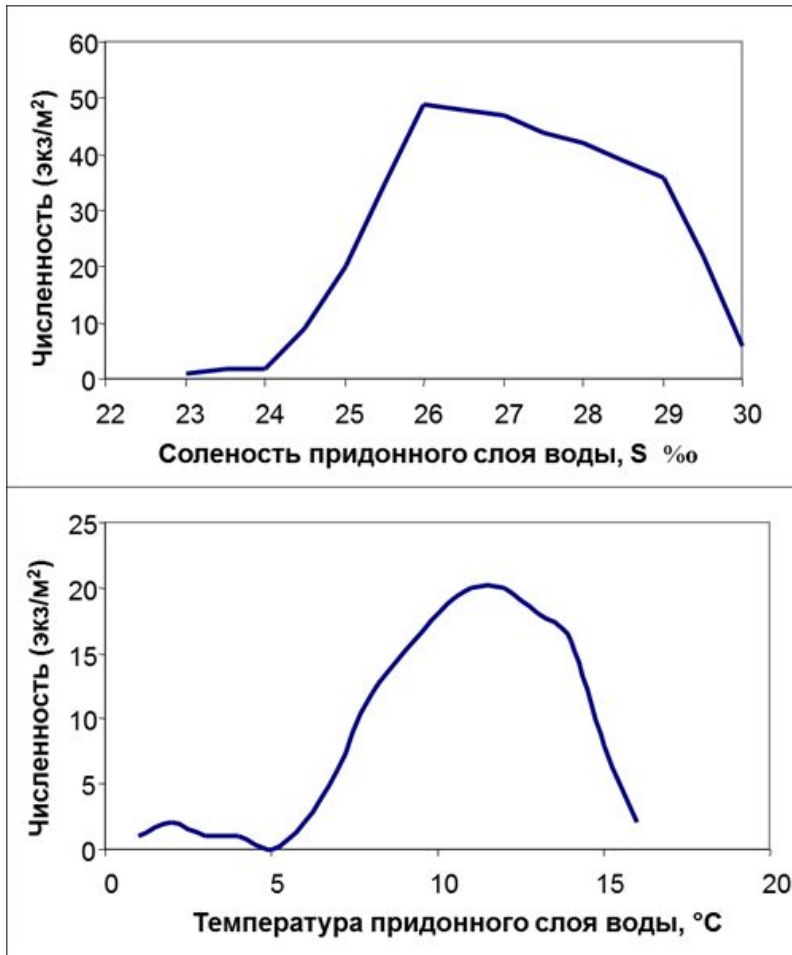 60
50
40
30
20
10
0
Численность (экз/м²)
22 23 24 25 26 27 28 29 30
Соленость придонного слоя воды, S ‰
25
20
15
10
5
0
Численность (экз/м²)
0 5 10 15 20
Температура придонного слоя воды, °C